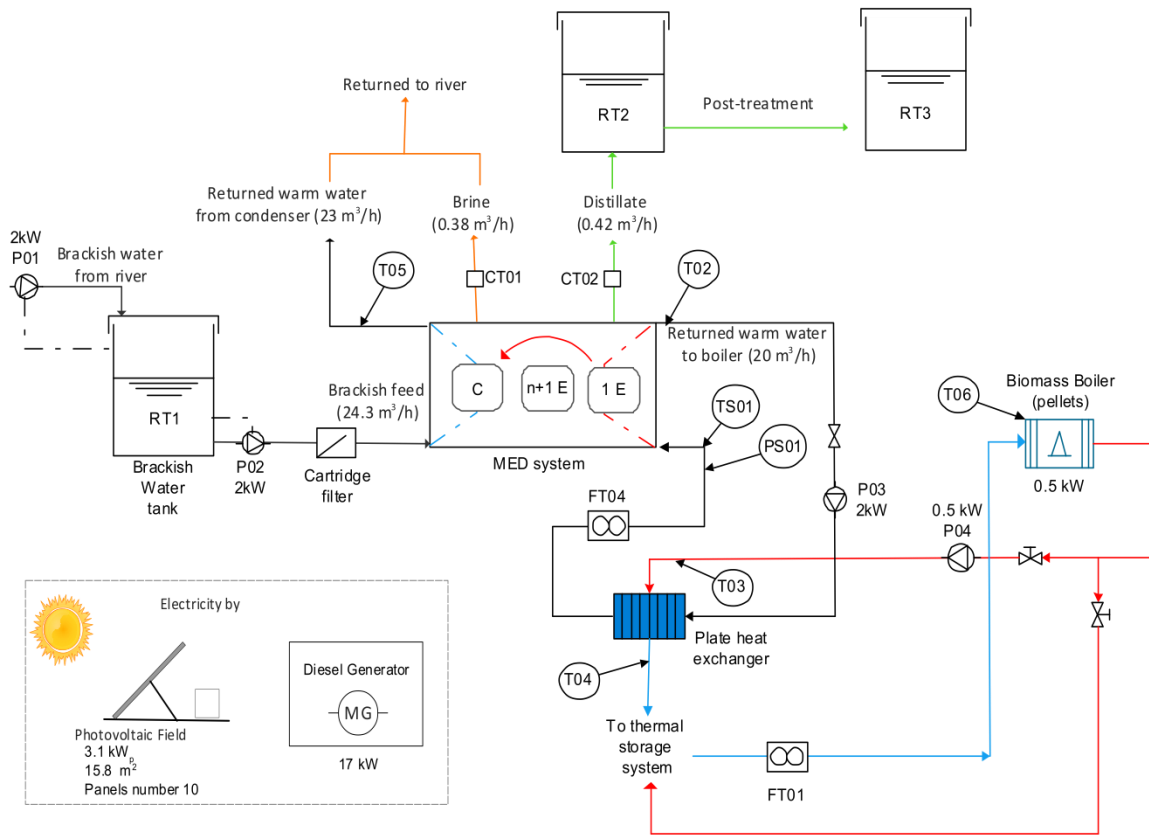 Returned to river
RT2
Post-treatment
RT3
Returned warm water
from condenser (23 m³/h)
Brine
(0.38 m³/h)
Distillate
(0.42 m³/h)
2kW
P01
Brackish water
from river
T05
CT01
CT02
T02
Returned warm water
to boiler (20 m³/h)
RT1
Brackish feed
(24.3 m³/h)
C
n+1 E
1 E
TS01
PS01
T06
Biomass Boiler
(pellets)
0.5 kW
P02
2kW
Brackish
Water
tank
Cartridge
filter
MED system
FT04
P03
2kW
0.5 kW
P04
T03
Plate heat
exchanger
T04
To thermal
storage
system
FT01
Electricity by
Diesel Generator
MG
17 kW
Photovoltaic Field
3.1 kWp
15.8 m²
Panels number 10